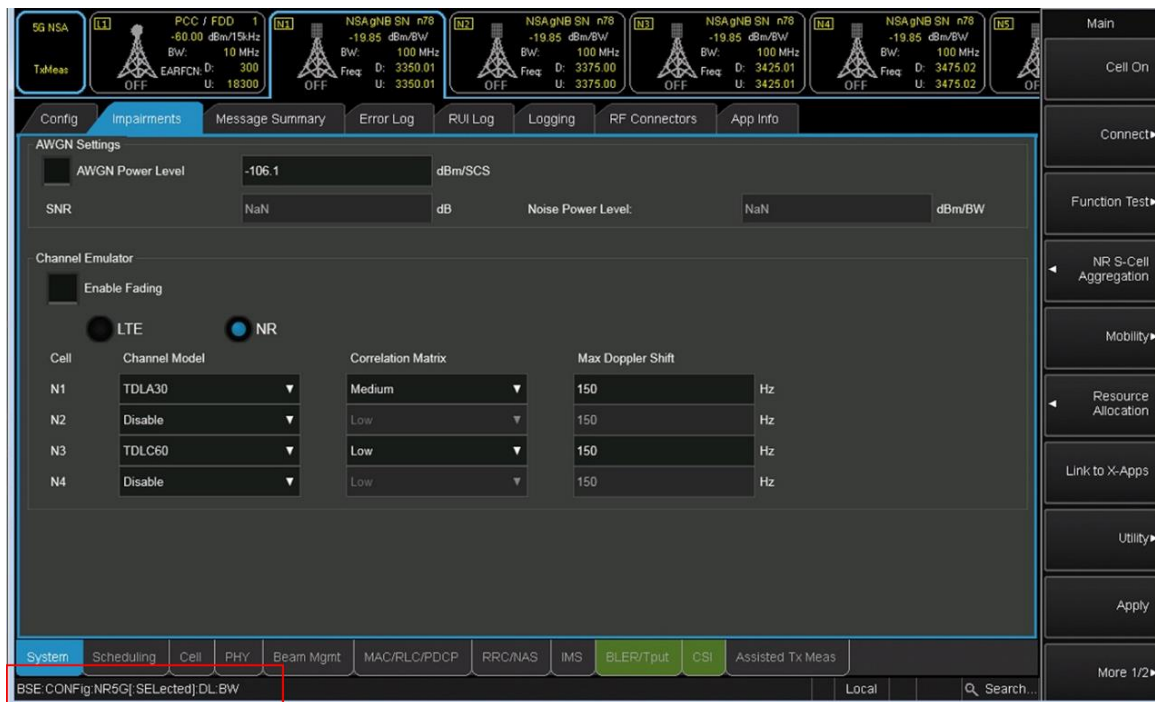 5G NSA
TxMeas
L1
PCC / FDD 1
-60.00 dBm/15kHz
BW: 10 MHz
EARFCN: D: 300
U: 18300
OFF
N1
NSAgNB SN n78
-19.85 dBm/BW
BW: 100 MHz
Freq: D: 3350.01
U: 3350.01
OFF
N2
NSAgNB SN n78
-19.85 dBm/BW
BW: 100 MHz
Freq: D: 3375.00
U: 3375.00
OFF
N3
NSAgNB SN n78
-19.85 dBm/BW
BW: 100 MHz
Freq: D: 3425.01
U: 3425.01
OFF
N4
NSAgNB SN n78
-19.85 dBm/BW
BW: 100 MHz
Freq: D: 3475.02
U: 3475.02
OFF
N5
OF
Config Impairments Message Summary Error Log RUI Log Logging RF Connectors App Info
AWGN Settings
AWGN Power Level -106.1 dBm/SCS
SNR NaN dB Noise Power Level: NaN dBm/BW
Channel Emulator
Enable Fading
LTE NR
Cell Channel Model Correlation Matrix Max Doppler Shift
N1 TDLA30 Medium 150 Hz
N2 Disable Low 150 Hz
N3 TDLC60 Low 150 Hz
N4 Disable Low 150 Hz
System Scheduling Cell PHY Beam Mgmt MAC/RLC/PDCP RRC/NAS IMS BLER/Tput CSI Assisted Tx Meas
BSE:CONFig:NR5G[:SELected]:DL:BW
Local Search...
Main
Cell On
Connect
Function Test
NR S-Cell
Aggregation
Mobility
Resource
Allocation
Link to X-Apps
Utility
Apply
More 1/2